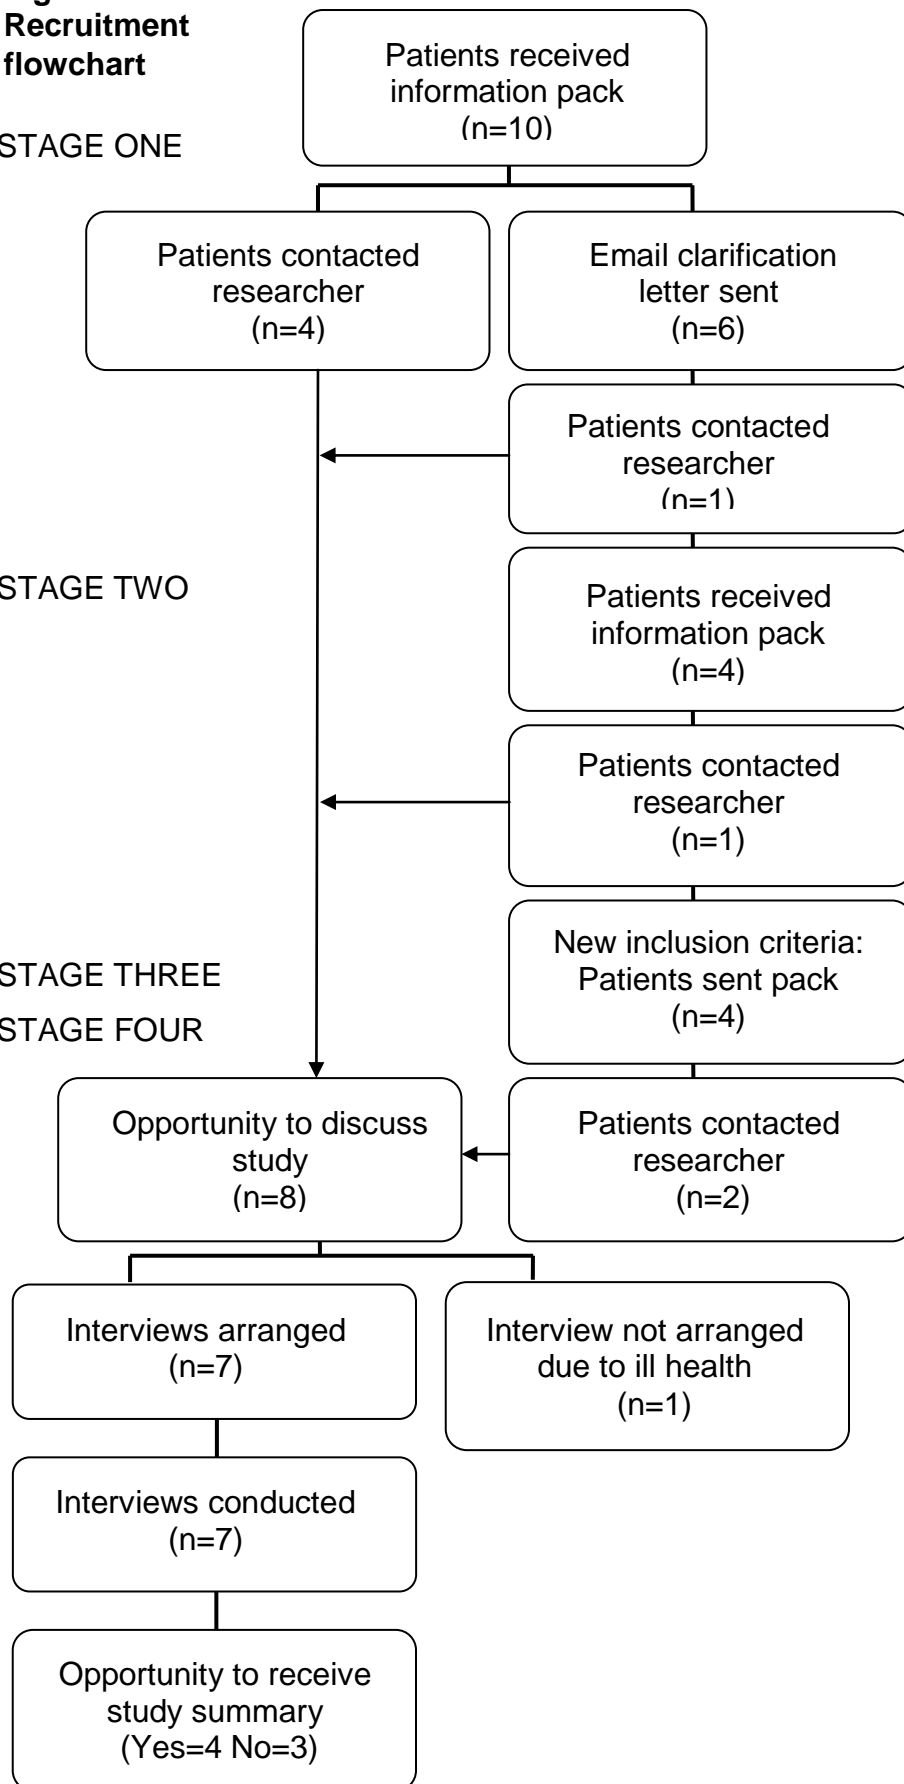 Recruitment
flowchart
Patients received
information pack
(n=10)
STAGE ONE
Patients contacted
researcher
(n=4)
Email clarification
letter sent
(n=6)
Patients contacted
researcher
(n=1)
STAGE TWO
Patients received
information pack
(n=4)
Patients contacted
researcher
(n=1)
New inclusion criteria:
Patients sent pack
(n=4)
STAGE THREE
STAGE FOUR
Opportunity to discuss
study
(n=8)
Patients contacted
researcher
(n=2)
Interviews arranged
(n=7)
Interview not arranged
due to ill health
(n=1)
Interviews conducted
(n=7)
Opportunity to receive
study summary
(Yes=4 No=3)